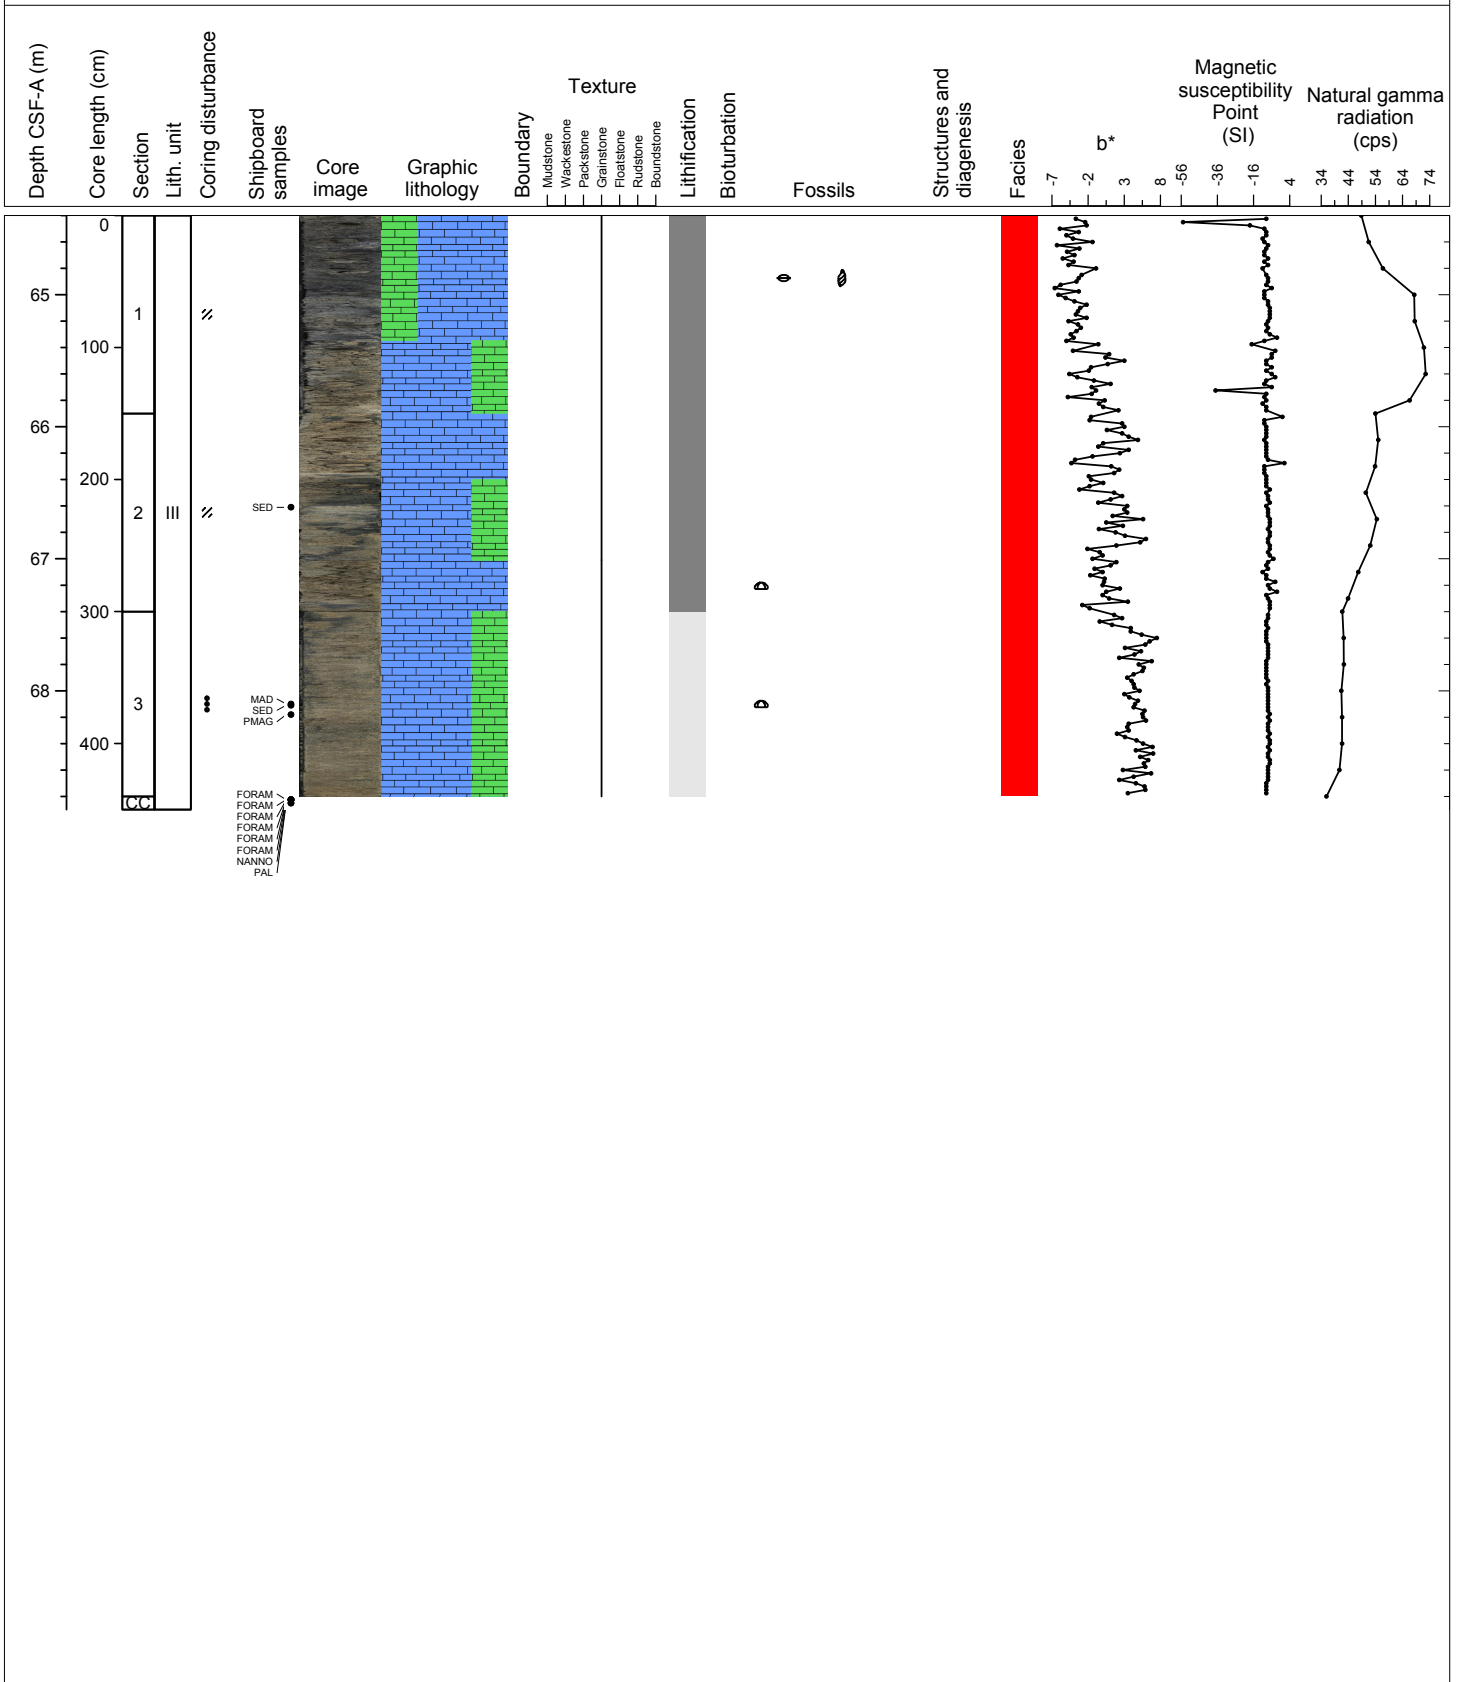 Depth CSF-A (m)
Core length (cm)
Section
Lith. unit
Coring disturbance
Shipboard
samples
Core
image
Graphic
lithology
Boundary
Texture
Mudstone
Wackestone
Packstone
Grainstone
Floatstone
Rudstone
Boundstone
Lithification
Bioturbation
Fossils
Structures and
diagenesis
Facies
b*
-7 -2 3 8
Magnetic
susceptibility
Point
(SI)
-56 -36 -16 4
Natural gamma
radiation
(cps)
34 44 54 64 74
0
65
1
100
66
200
2
III
SED
67
300
68
3
MAD
SED
PMAG
400
CC
FORAM
FORAM
FORAM
FORAM
FORAM
FORAM
NANNO
PAL